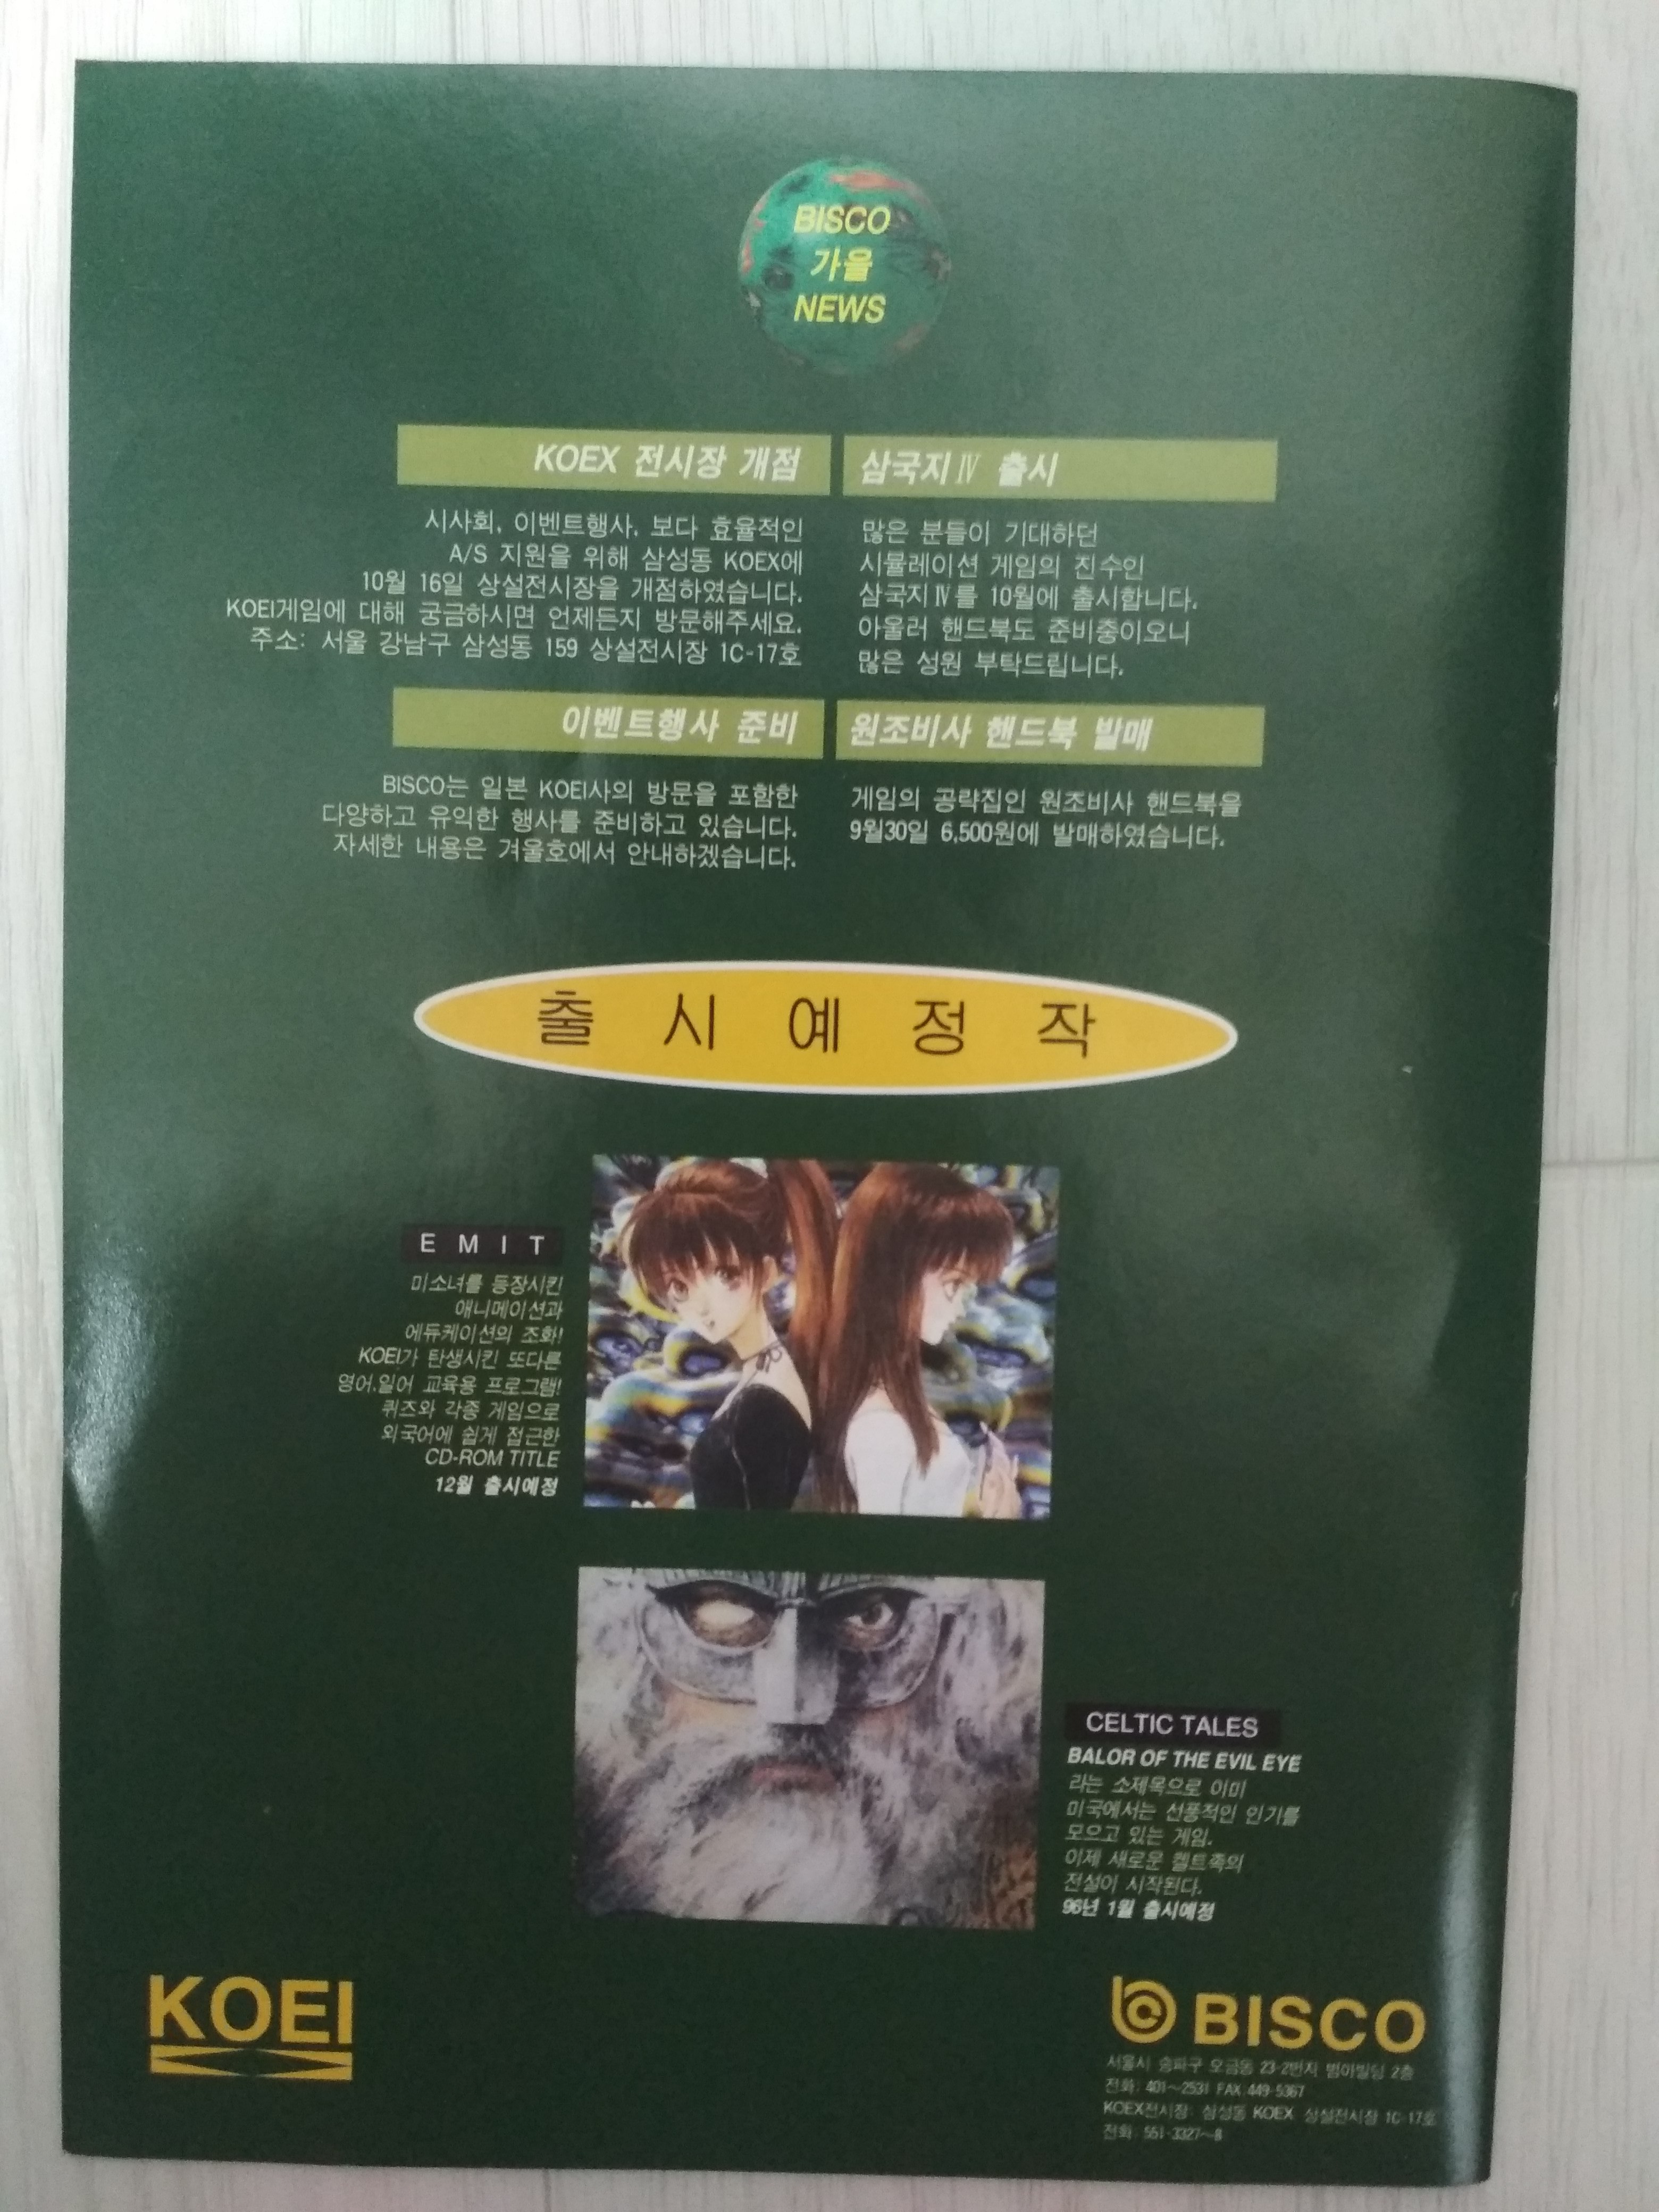 BISCO
가을
NEWS
KOEX 전시장 개점
시사회, 이벤트행사, 보다 효율적인
A/S 지원을 위해 삼성동 KOEX에
10월 16일 상설전시장을 개점하였습니다.
KOEI게임에 대해 궁금하시면 언제든지 방문해주세요.
주소: 서울 강남구 삼성동 159 상설전시장 1C-17호
삼국지Ⅳ 출시
많은 분들이 기대하던
시뮬레이션 게임의 진수인
삼국지Ⅳ를 10월에 출시합니다.
아울러 핸드북도 준비중이오니
많은 성원 부탁드립니다.
이벤트행사 준비
BISCO는 일본 KOEI사의 방문을 포함한
다양하고 유익한 행사를 준비하고 있습니다.
자세한 내용은 겨울호에서 안내하겠습니다.
원조비사 핸드북 발매
게임의 공략집인 원조비사 핸드북을
9월30일 6,500원에 발매하였습니다.
출 시 예 정 작
E M I T
미소녀를 등장시킨
애니메이션과
에듀케이션의 조화!
KOEI가 탄생시킨 또다른
영어,일어 교육용 프로그램!
퀴즈와 각종 게임으로
외국어에 쉽게 접근한
CD-ROM TITLE
12월 출시예정
CELTIC TALES
BALOR OF THE EVIL EYE
라는 소제목으로 이미
미국에서는 선풍적인 인기를
모으고 있는 게임.
이제 새로운 켈트족의
전설이 시작된다.
96년 1월 출시예정
KOEI
BISCO
서울시 송파구 오금동 23-2번지 범아빌딩 2층
전화: 401~2531 FAX:449-5367
KOEX전시장: 삼성동 KOEX 상설전시장 1C-17호
전화: 551-3327~8